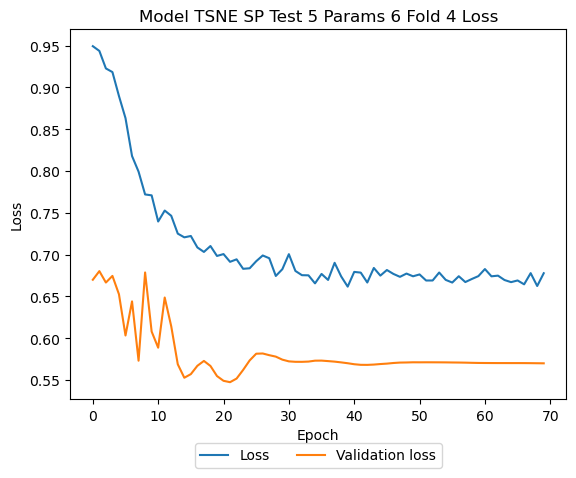 Model TSNE SP Test 5 Params 6 Fold 4 Loss
0.95
0.90
0.85
0.80
0.75
0.70
0.65
0.60
0.55
Loss
0 10 20 30 40 50 60 70
Epoch
Loss Validation loss